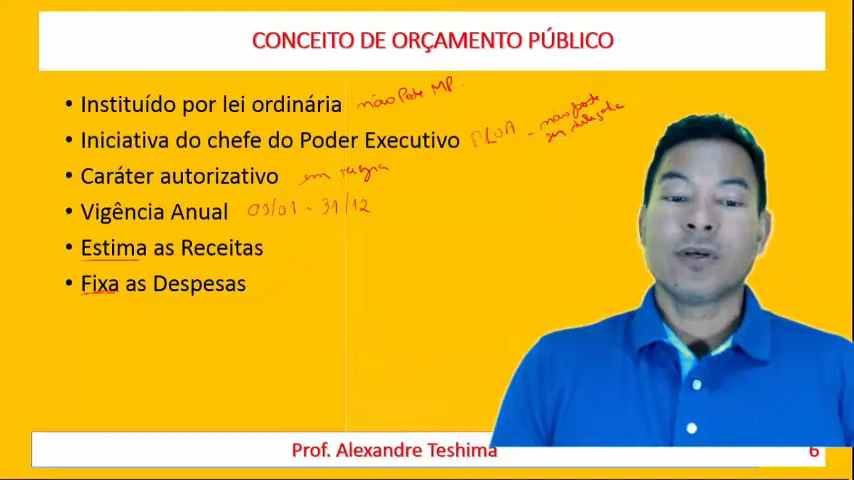 CONCEITO DE ORÇAMENTO PÚBLICO
• Instituído por lei ordinária não Pode MP.
• Iniciativa do chefe do Poder Executivo PLOA - não pode ser delegada
• Caráter autorizativo em regra
• Vigência Anual 01/01 - 31/12
• Estima as Receitas
• Fixa as Despesas
Prof. Alexandre Teshima 6